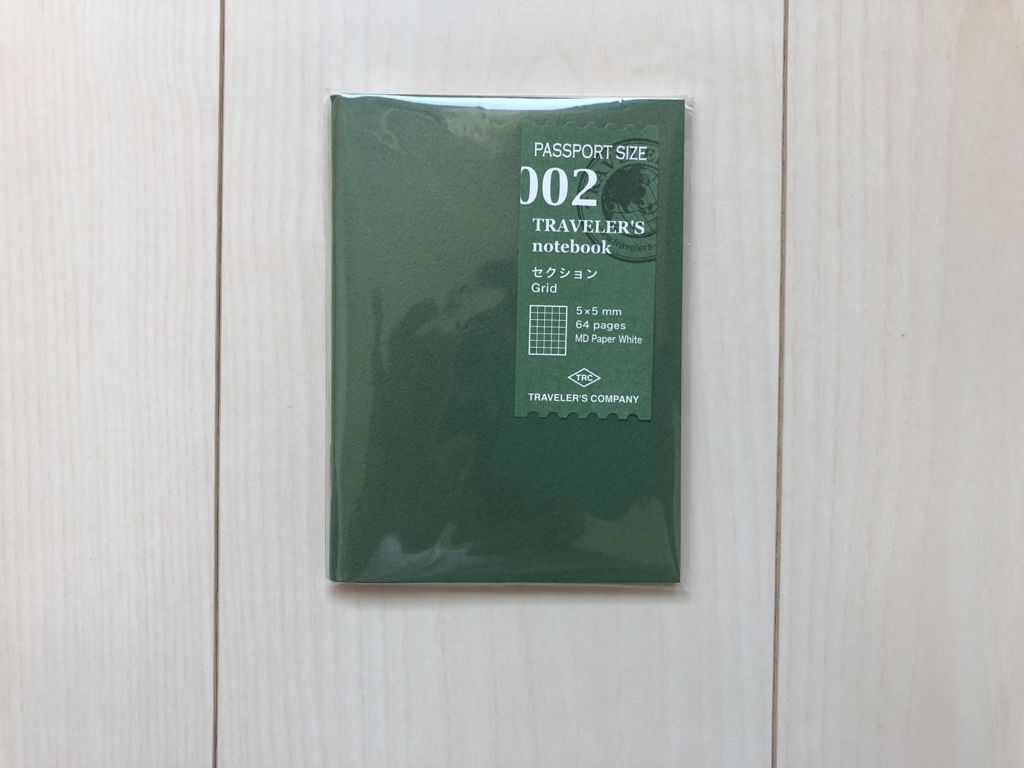 PASSPORT SIZE
002
TRAVELER'S
notebook
セクション
Grid
5×5 mm
64 pages
MD Paper White
TRC
TRAVELER'S COMPANY